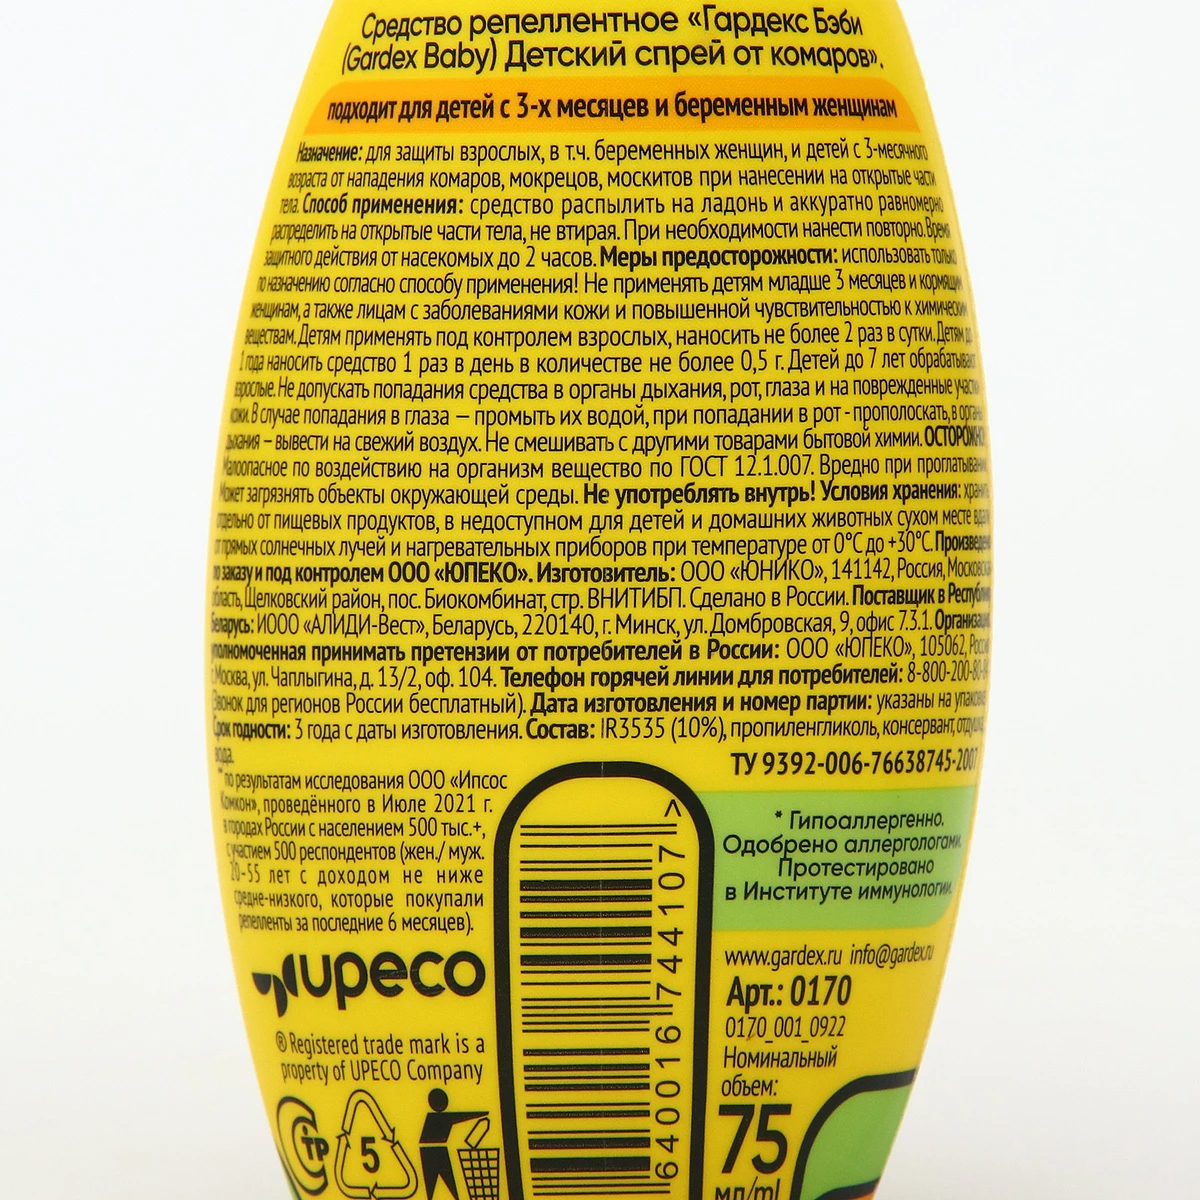 Средство репеллентное «Гардекс Бэби
(Gardex Baby) Детский спрей от комаров».
подходит для детей с 3-х месяцев и беременным женщинам
Назначение: для защиты взрослых, в т.ч. беременных женщин, и детей с 3-месячного
возраста от нападения комаров, мокрецов, москитов при нанесении на открытые части
тела. Способ применения: средство распылить на ладонь и аккуратно равномерно
распределить на открытые части тела, не втирая. При необходимости нанести повторно. Время
защитного действия от насекомых до 2 часов. Меры предосторожности: использовать только
по назначению согласно способу применения! Не применять детям младше 3 месяцев и кормящим
женщинам, а также лицам с заболеваниями кожи и повышенной чувствительностью к химическим
веществам. Детям применять под контролем взрослых, наносить не более 2 раз в сутки. Детям до
1 года наносить средство 1 раз в день в количестве не более 0,5 г. Детей до 7 лет обрабатывают
взрослые. Не допускать попадания средства в органы дыхания, рот, глаза и на поврежденные участки
кожи. В случае попадания в глаза – промыть их водой, при попадании в рот - прополоскать, в органы
дыхания – вывести на свежий воздух. Не смешивать с другими товарами бытовой химии. ОСТОРОЖНО!
Малоопасное по воздействию на организм вещество по ГОСТ 12.1.007. Вредно при проглатывании.
Может загрязнять объекты окружающей среды. Не употреблять внутрь! Условия хранения: хранить
отдельно от пищевых продуктов, в недоступном для детей и домашних животных сухом месте вдали
от прямых солнечных лучей и нагревательных приборов при температуре от 0°С до +30°С. Произведено
по заказу и под контролем ООО «ЮПЕКО». Изготовитель: ООО «ЮНИКО», 141142, Россия, Московская
область, Щелковский район, пос. Биокомбинат, стр. ВНИТИБП. Сделано в России. Поставщик в Республику
Беларусь: ИООО «АЛИДИ-Вест», Беларусь, 220140, г. Минск, ул. Домбровская, 9, офис 7.3.1. Организация,
уполномоченная принимать претензии от потребителей в России: ООО «ЮПЕКО», 105062, Россия,
г. Москва, ул. Чаплыгина, д. 13/2, оф. 104. Телефон горячей линии для потребителей: 8-800-200-80-84
(Звонок для регионов России бесплатный). Дата изготовления и номер партии: указаны на упаковке.
Срок годности: 3 года с даты изготовления. Состав: IR3535 (10%), пропиленгликоль, консервант, отдушка,
вода.
ТУ 9392-006-76638745-2007
**по результатам исследования ООО «Ипсос
Комкон», проведённого в Июле 2021 г.
в городах России с населением 500 тыс.+,
с участием 500 респондентов (жен./ муж.
20-55 лет с доходом не ниже
средне-низкого, которые покупали
репелленты за последние 6 месяцев).
* Гипоаллергенно.
Одобрено аллергологами.
Протестировано
в Институте иммунологии.
upeco
® Registered trade mark is a
property of UPECO Company
СТР
5
640016744107 >
www.gardex.ru info@gardex.ru
Арт.: 0170
0170_001_0922
Номинальный
объем:
75
мл/ml